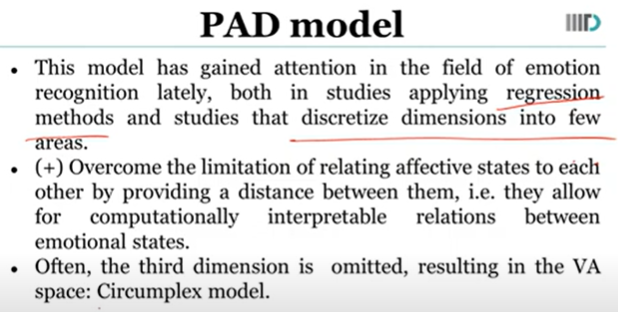 PAD model
• This model has gained attention in the field of emotion
recognition lately, both in studies applying regression
methods and studies that discretize dimensions into few
areas.
• (+) Overcome the limitation of relating affective states to each
other by providing a distance between them, i.e. they allow
for computationally interpretable relations between
emotional states.
• Often, the third dimension is omitted, resulting in the VA
space: Circumplex model.